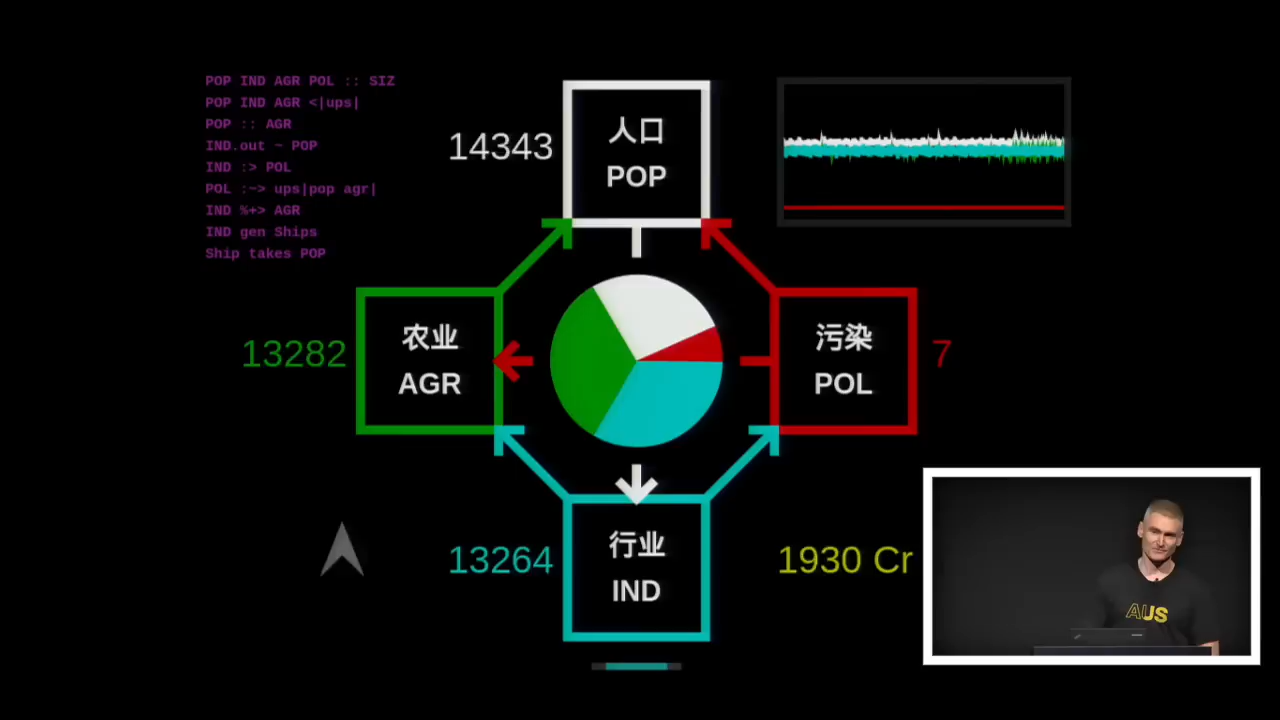 POP IND AGR POL :: SIZ
POP IND AGR <|ups|
POP :: AGR
IND.out ~ POP
IND :> POL
POL :~> ups|pop agr|
IND %+> AGR
IND gen Ships
Ship takes POP
14343
人口
POP
13282
农业
AGR
污染
POL
7
13264
行业
IND
1930 Cr
AUS